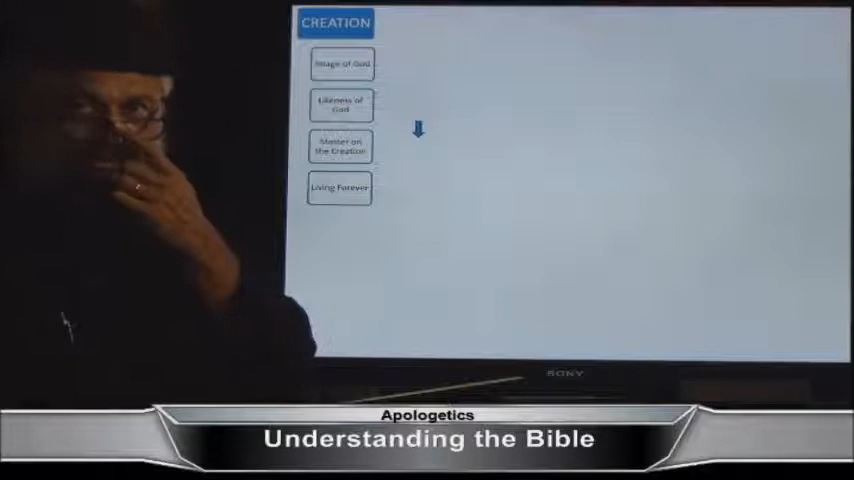 CREATION
Image of God
Likeness of
God
Master on
the Creation
Living Forever
SONY
Apologetics
Understanding the Bible